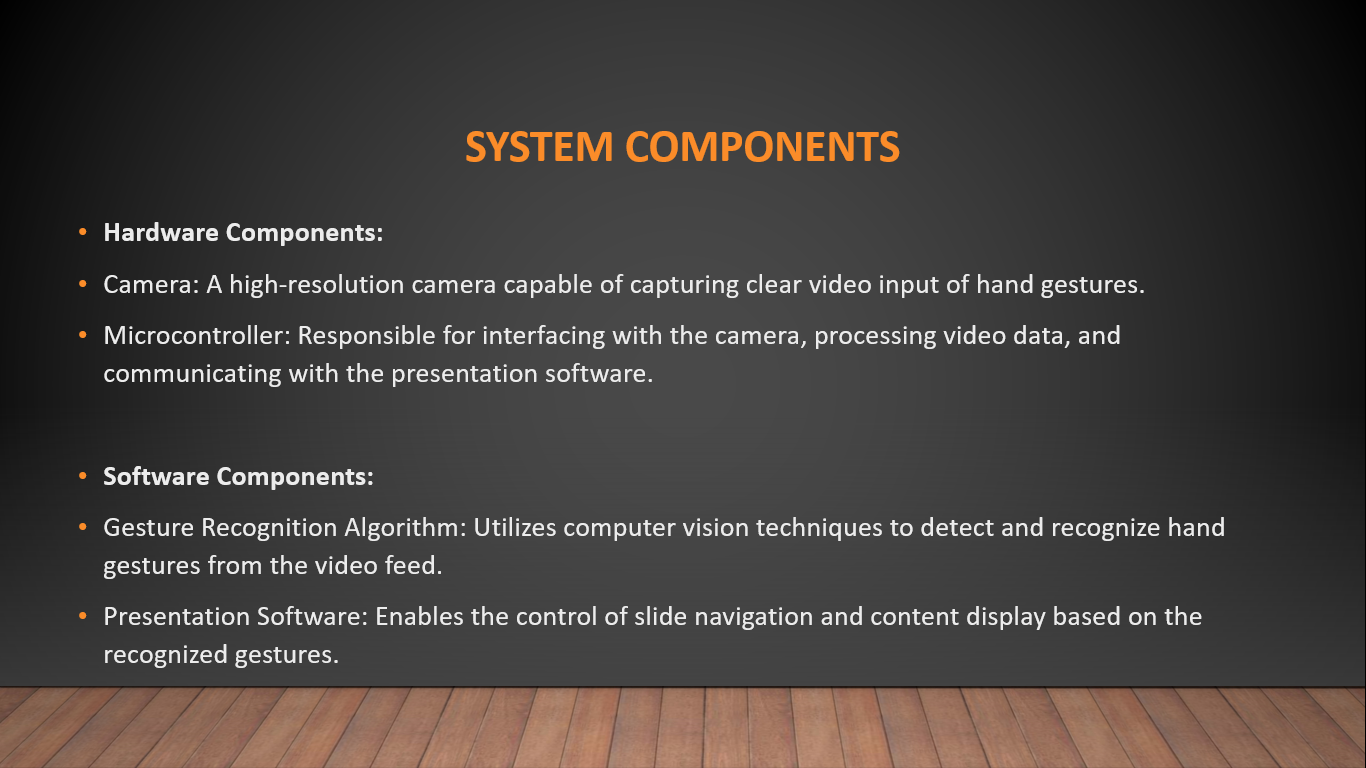 SYSTEM COMPONENTS
• Hardware Components:
• Camera: A high-resolution camera capable of capturing clear video input of hand gestures.
• Microcontroller: Responsible for interfacing with the camera, processing video data, and
communicating with the presentation software.
• Software Components:
• Gesture Recognition Algorithm: Utilizes computer vision techniques to detect and recognize hand
gestures from the video feed.
• Presentation Software: Enables the control of slide navigation and content display based on the
recognized gestures.